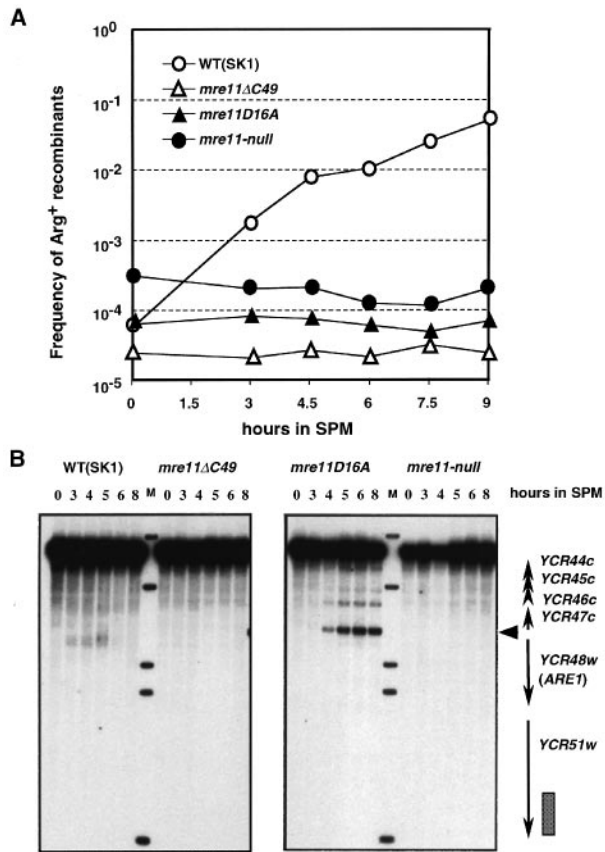 A
Frequency of Arg+ recombinants
10^0
10^-1
10^-2
10^-3
10^-4
10^-5
WT(SK1)
mre11ΔC49
mre11D16A
mre11-null
0 1.5 3 4.5 6 7.5 9
hours in SPM
B
WT(SK1) mre11ΔC49 mre11D16A mre11-null
0 3 4 5 6 8 M 0 3 4 5 6 8 0 3 4 5 6 8 M 0 3 4 5 6 8 hours in SPM
YCR44c
YCR45c
YCR46c
YCR47c
YCR48w
(ARE1)
YCR51w